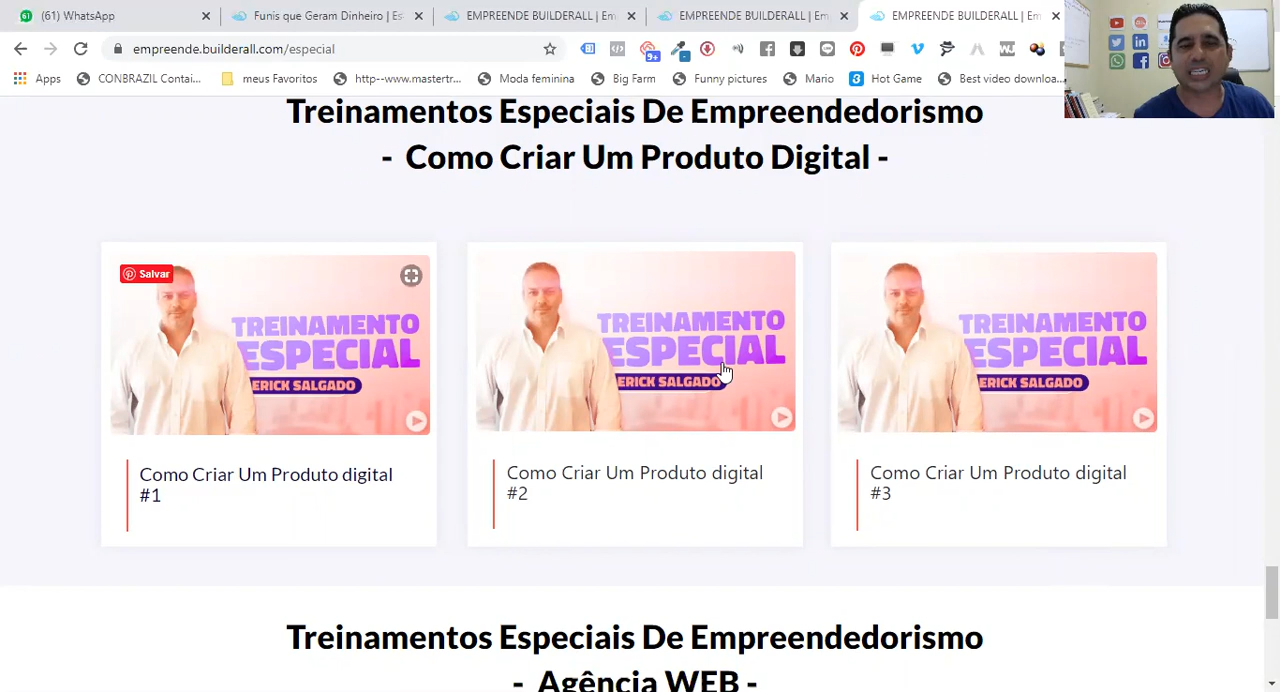 (61) WhatsApp
Funis que Geram Dinheiro | Es
EMPREENDE BUILDERALL | Em
EMPREENDE BUILDERALL | Em
EMPREENDE BUILDERALL | Em
empreende.builderall.com/especial
9+
Apps
CONBRAZIL Contai...
meus Favoritos
http--www.mastertr...
Moda feminina
Big Farm
Funny pictures
Mario
Hot Game
Best video downloa...
Treinamentos Especiais De Empreendedorismo
- Como Criar Um Produto Digital -
Salvar
TREINAMENTO
ESPECIAL
ERICK SALGADO
Como Criar Um Produto digital
#1
TREINAMENTO
ESPECIAL
ERICK SALGADO
Como Criar Um Produto digital
#2
TREINAMENTO
ESPECIAL
ERICK SALGADO
Como Criar Um Produto digital
#3
Treinamentos Especiais De Empreendedorismo
- Agência WEB -